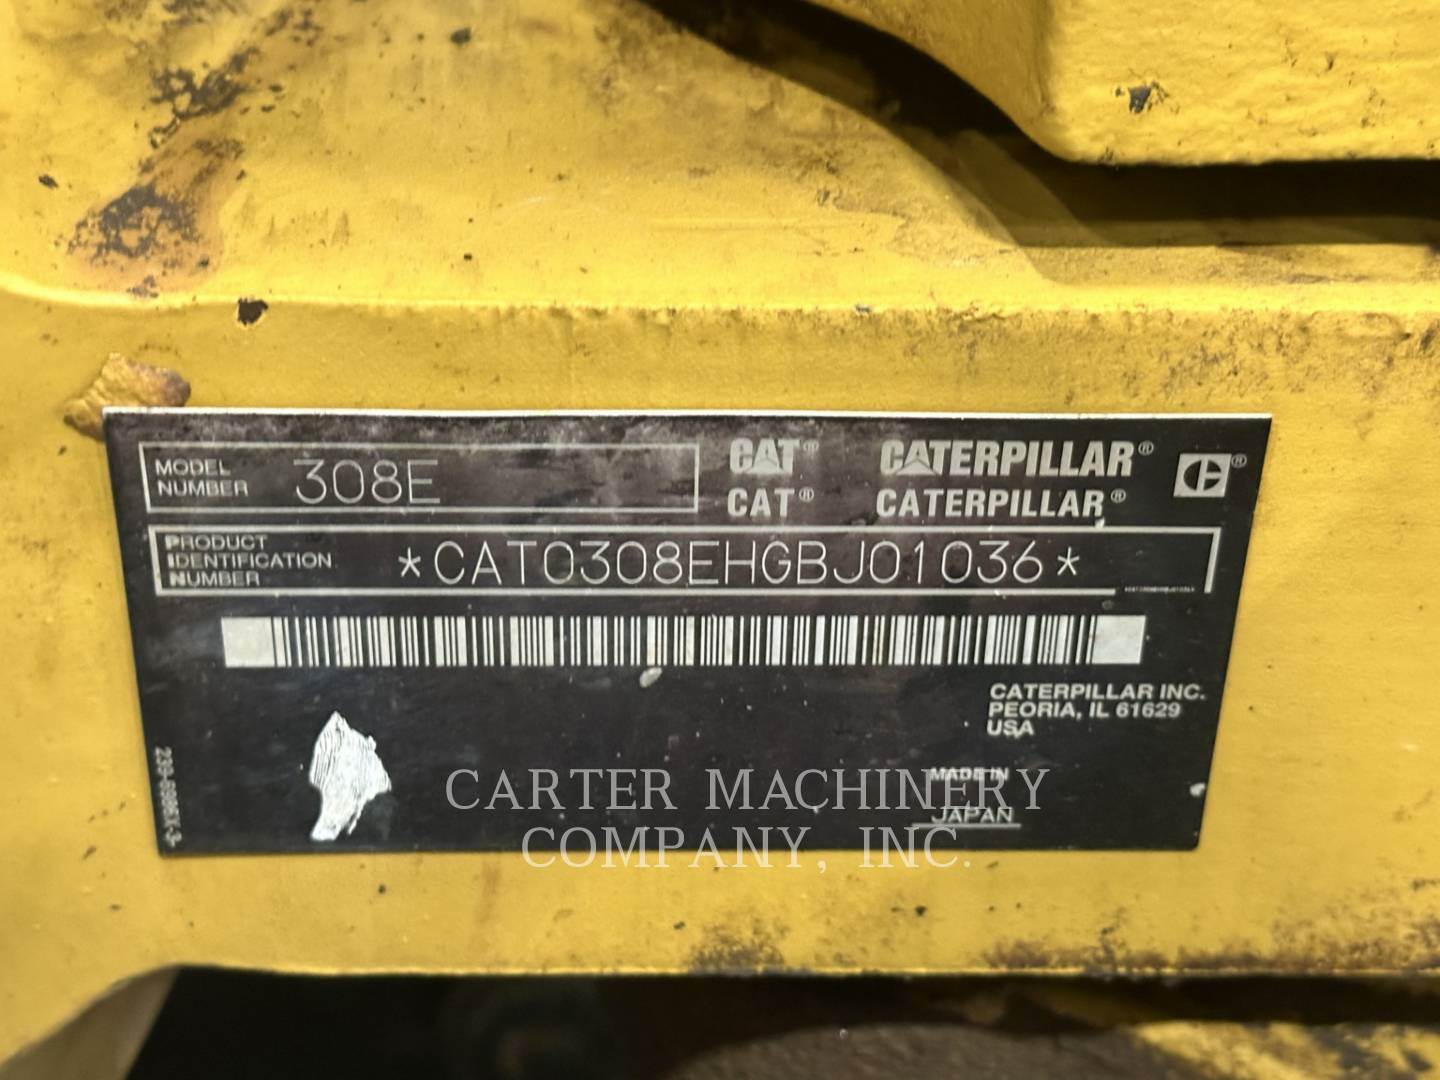 MODEL NUMBER 308E
CAT® CATERPILLAR®
CAT® CATERPILLAR®
PRODUCT IDENTIFICATION NUMBER *CAT0308EHGBJ01036*
CATERPILLAR INC.
PEORIA, IL 61629
USA
MADE IN
JAPAN
CARTER MACHINERY
COMPANY, INC.